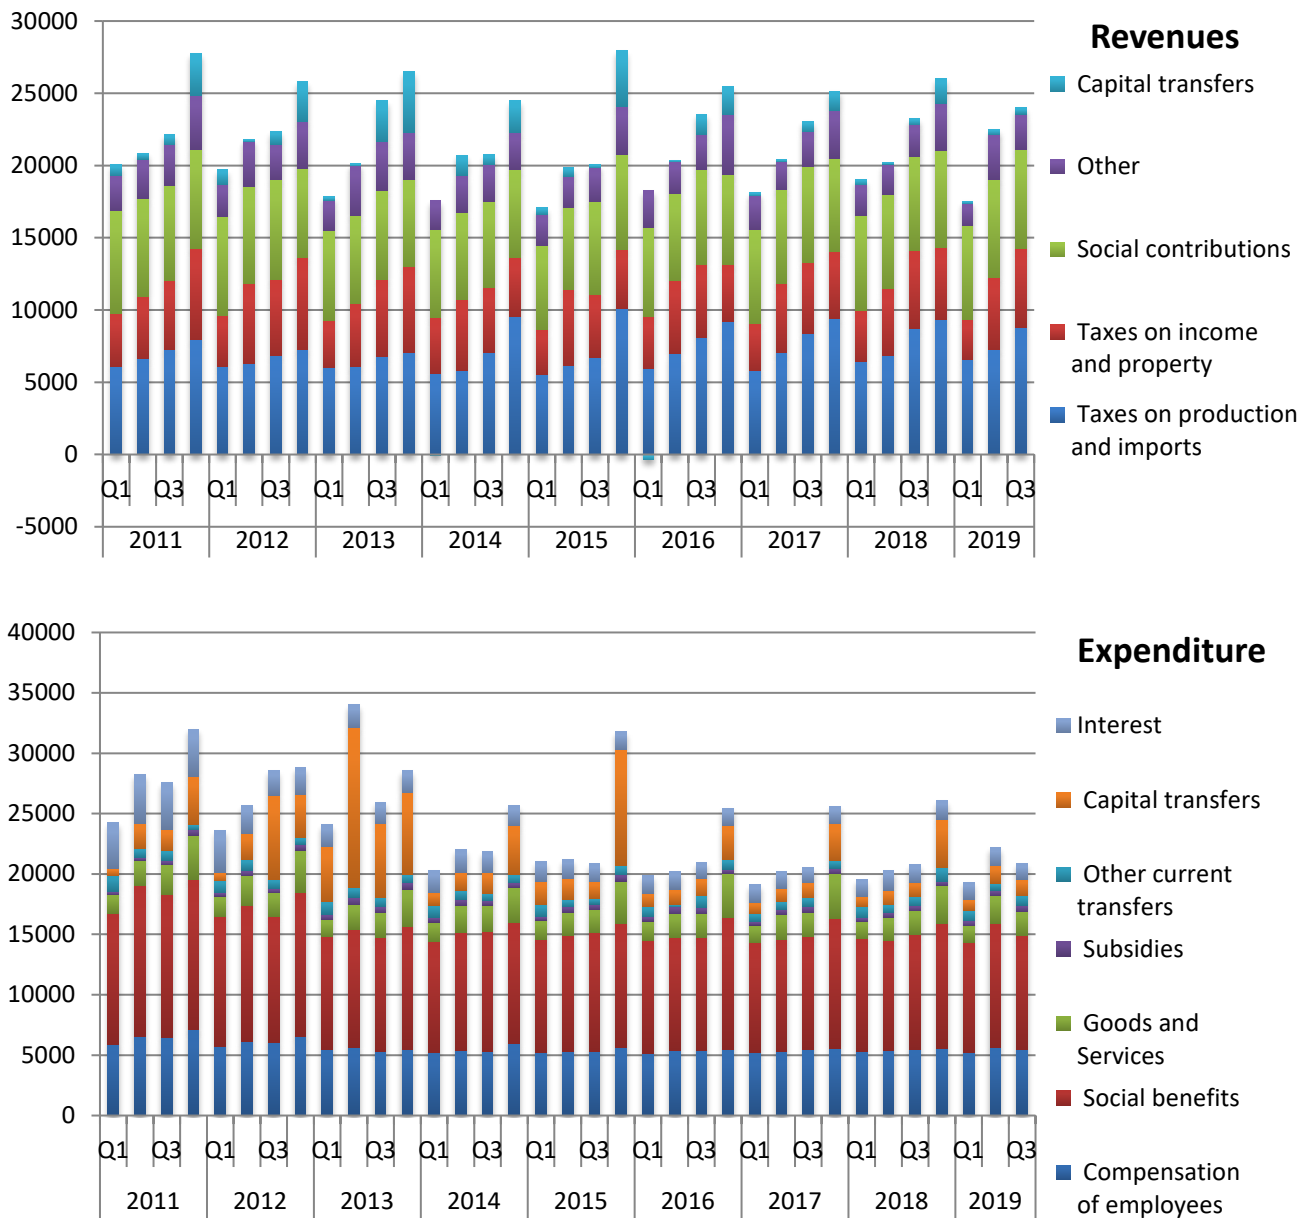 30000
25000
20000
15000
10000
5000
0
-5000
Q1 Q3 Q1 Q3 Q1 Q3 Q1 Q3 Q1 Q3 Q1 Q3 Q1 Q3 Q1 Q3 Q1 Q3
2011 2012 2013 2014 2015 2016 2017 2018 2019
Revenues
Capital transfers
Other
Social contributions
Taxes on income
and property
Taxes on production
and imports
40000
35000
30000
25000
20000
15000
10000
5000
0
Q1 Q3 Q1 Q3 Q1 Q3 Q1 Q3 Q1 Q3 Q1 Q3 Q1 Q3 Q1 Q3 Q1 Q3
2011 2012 2013 2014 2015 2016 2017 2018 2019
Expenditure
Interest
Capital transfers
Other current
transfers
Subsidies
Goods and
Services
Social benefits
Compensation
of employees